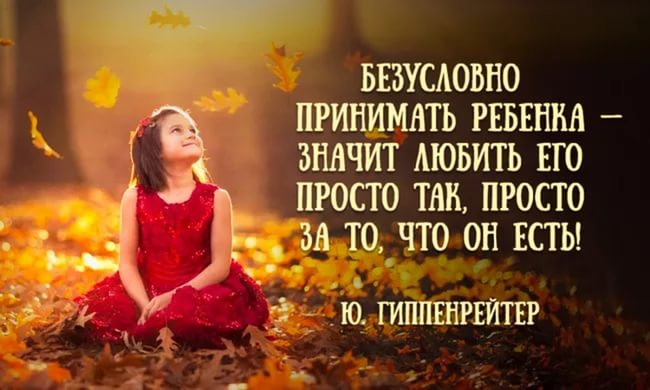 БЕЗУСЛОВНО
ПРИНИМАТЬ РЕБЕНКА —
ЗНАЧИТ ЛЮБИТЬ ЕГО
ПРОСТО ТАК, ПРОСТО
ЗА ТО, ЧТО ОН ЕСТЬ!
Ю. ГИППЕНРЕЙТЕР